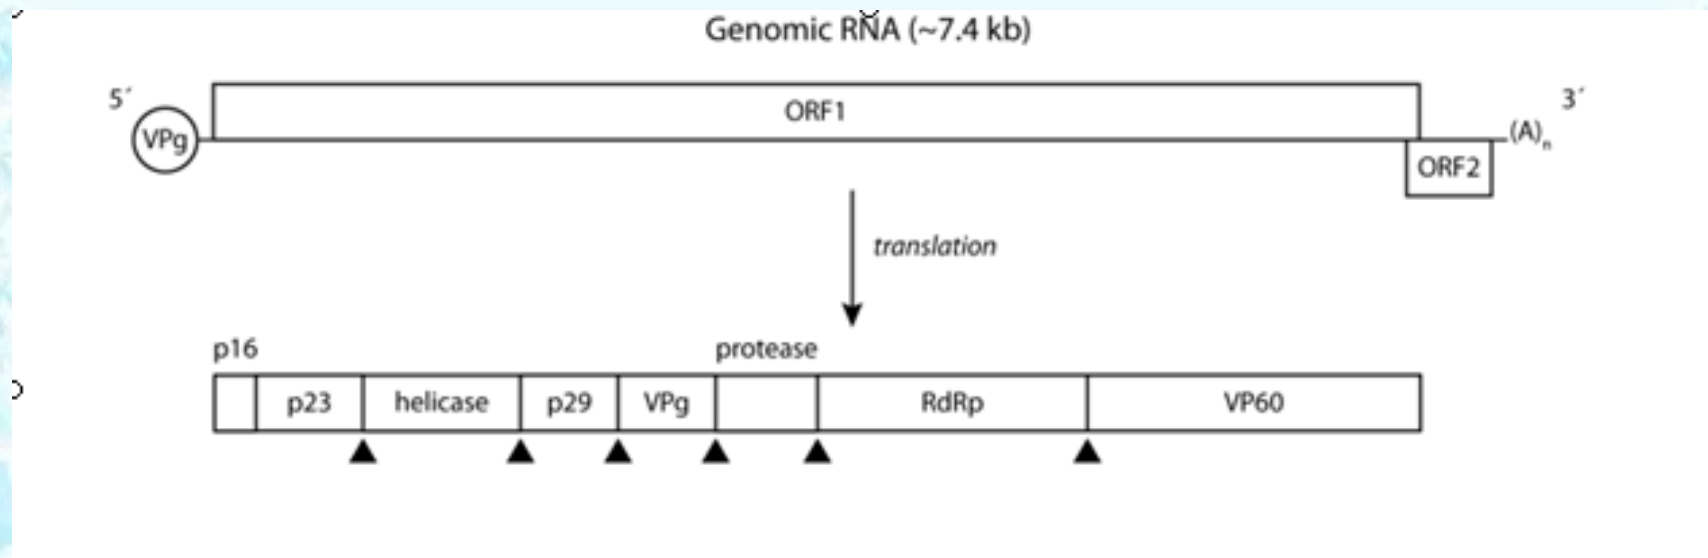 Genomic RNA (~7.4 kb)
5´
3´
ORF1
VPg
(A)n
ORF2
translation
p16
protease
p23
helicase
p29
VPg
RdRp
VP60